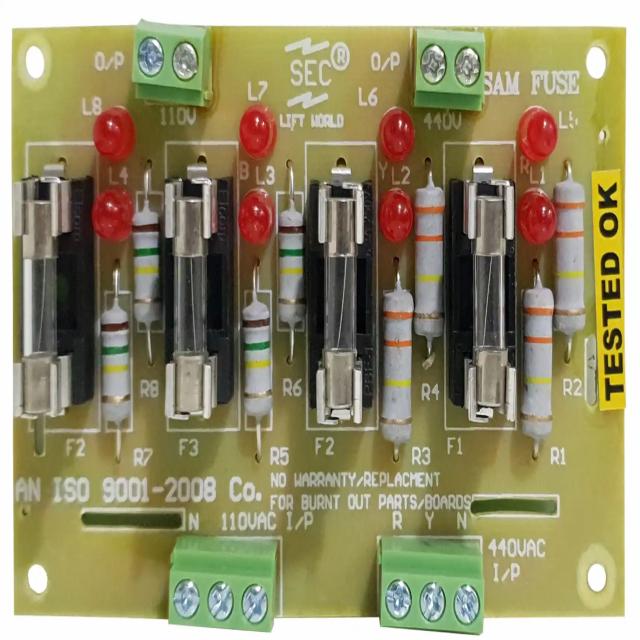 O/P
110V
SEC®
LIFT WORLD
O/P
440V
SAM FUSE
L8
L7
L6
L5
L4
B
L3
Y
L2
R
L1
TESTED OK
R8
R6
R4
R2
F2
R7
F3
R5
F2
R3
F1
R1
AN ISO 9001-2008 Co.
NO WARRANTY/REPLACMENT
FOR BURNT OUT PARTS/BOARDS
N 110VAC I/P
R Y N
440VAC
I/P